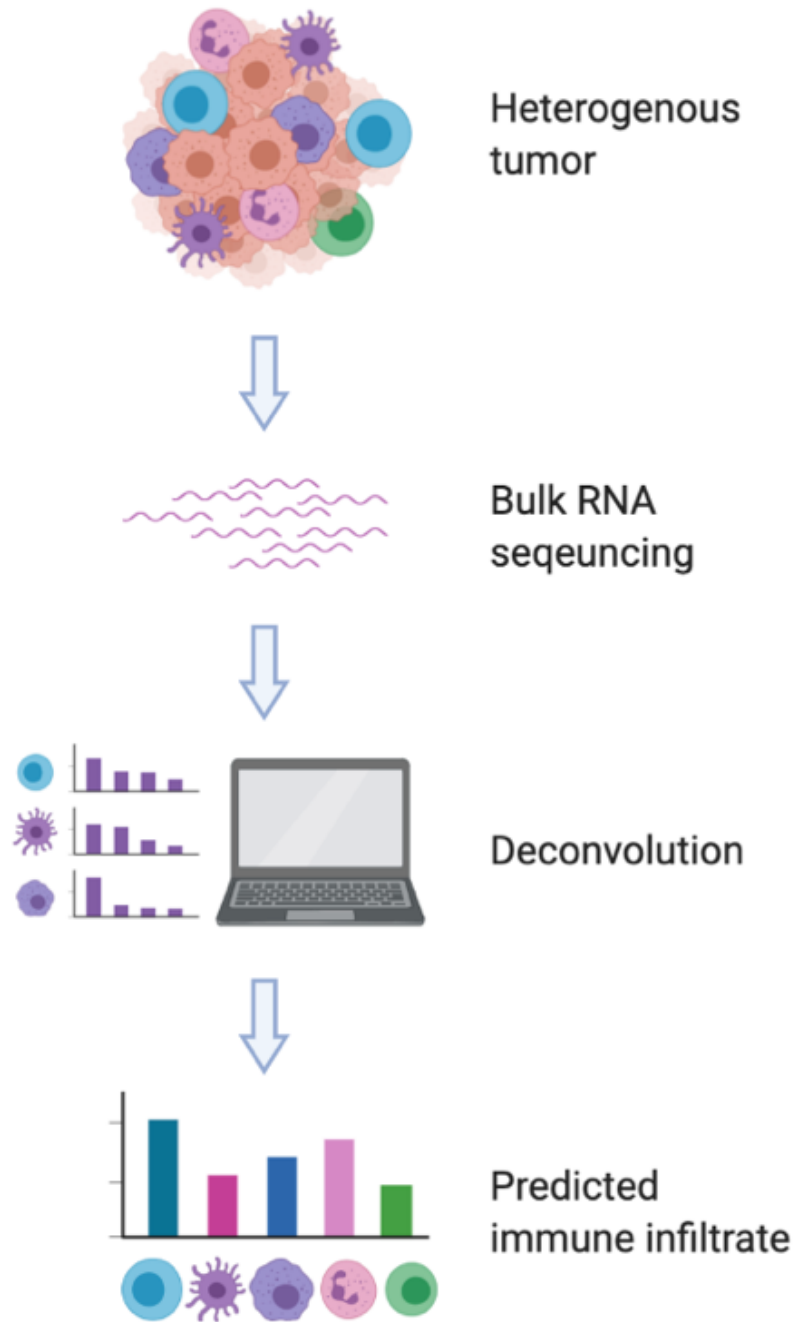 Heterogenous
tumor
Bulk RNA
seqeuncing
Deconvolution
Predicted
immune infiltrate